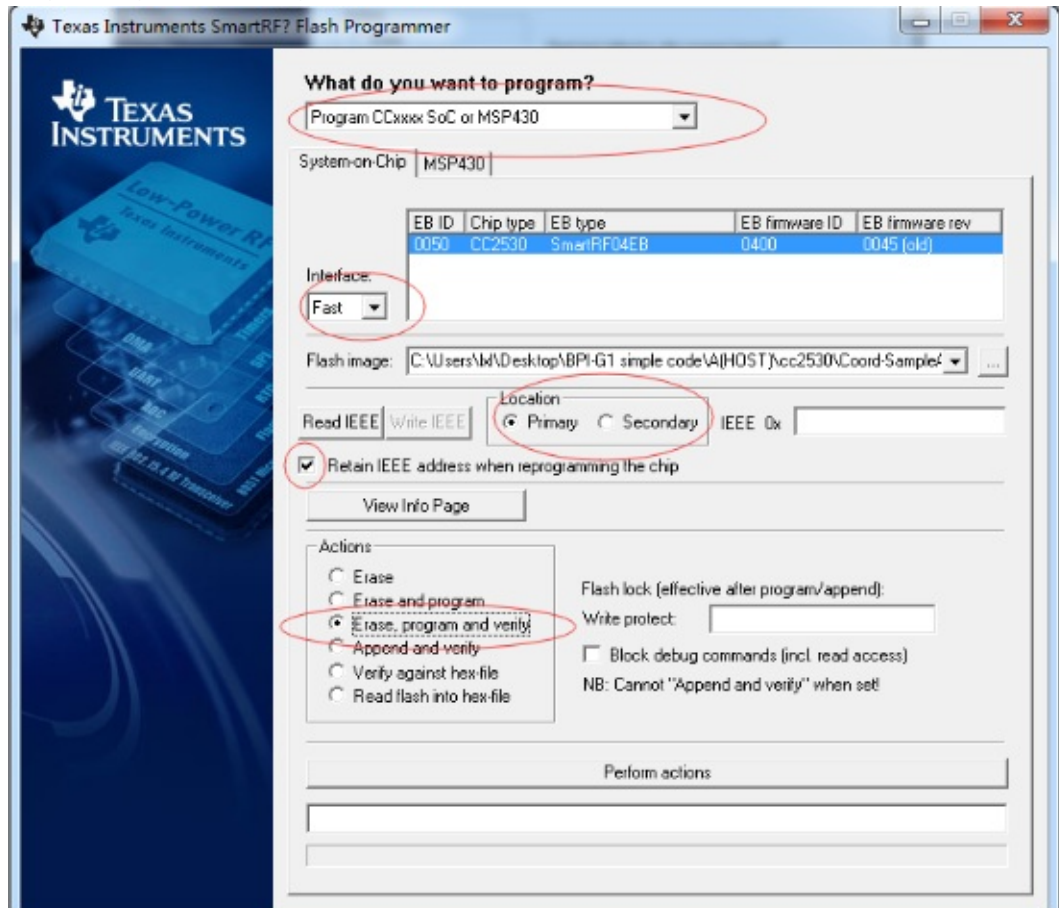 Texas Instruments SmartRF? Flash Programmer
TEXAS
INSTRUMENTS
Low-Power RF
Texas Instruments
What do you want to program?
Program CCxxxx SoC or MSP430
System-on-Chip MSP430
EB ID Chip type EB type EB firmware ID EB firmware rev
0050 CC2530 SmartRF04EB 0400 0045 (old)
Interface:
Fast
Flash image: C:\Users\lxl\Desktop\BPI-G1 simple code\A(HOST)\cc2530\Coord-SampleA ...
Location
Read IEEE Write IEEE Primary Secondary IEEE 0x
Retain IEEE address when reprogramming the chip
View Info Page
Actions
Erase
Erase and program
Erase, program and verify
Append and verify
Verify against hex-file
Read flash into hex-file
Flash lock (effective after program/append):
Write protect:
Block debug commands (incl. read access)
NB: Cannot "Append and verify" when set!
Perform actions